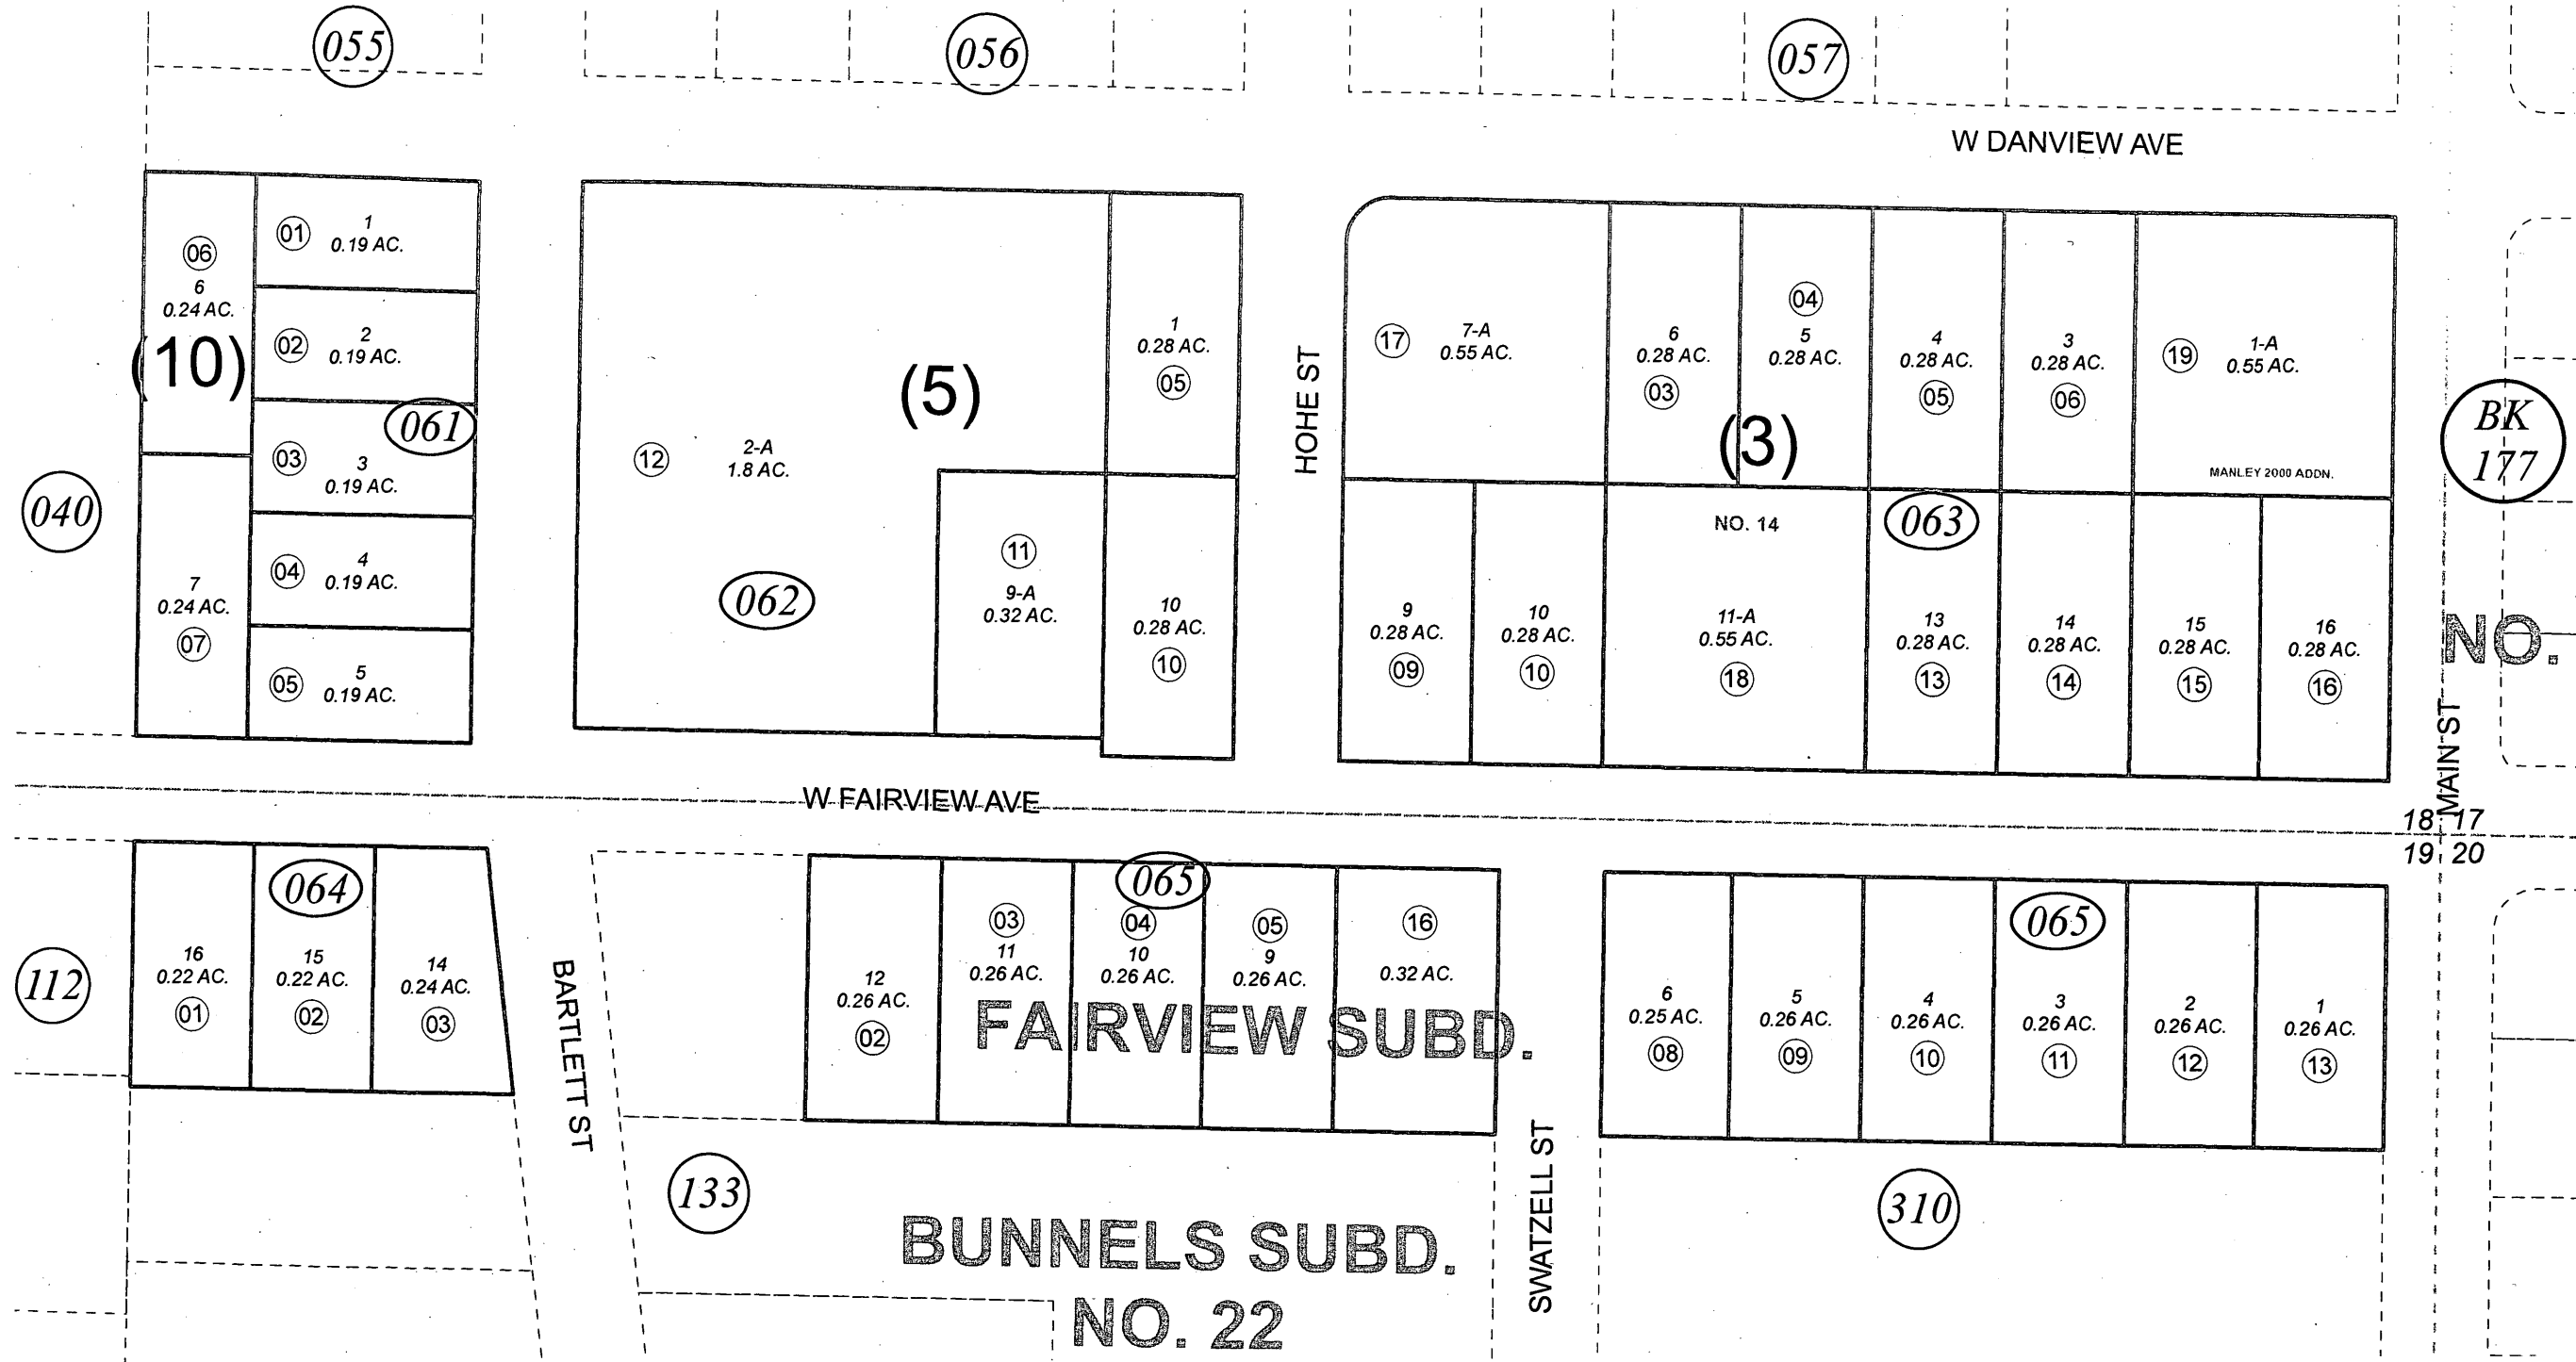 055
056
057
W DANVIEW AVE
06
6
0.24 AC.
(10)
01
1
0.19 AC.
02
2
0.19 AC.
061
03
3
0.19 AC.
04
4
0.19 AC.
05
5
0.19 AC.
7
0.24 AC.
07
040
(5)
12
2-A
1.8 AC.
062
1
0.28 AC.
05
11
9-A
0.32 AC.
10
0.28 AC.
10
HOHE ST
17
7-A
0.55 AC.
6
0.28 AC.
03
04
5
0.28 AC.
(3)
4
0.28 AC.
05
3
0.28 AC.
06
19
1-A
0.55 AC.
MANLEY 2000 ADDN.
BK
177
NO. 14
063
9
0.28 AC.
09
10
0.28 AC.
10
11-A
0.55 AC.
18
13
0.28 AC.
13
14
0.28 AC.
14
15
0.28 AC.
15
16
0.28 AC.
16
NO.
MAIN ST
W FAIRVIEW AVE
18 17
19 20
112
064
16
0.22 AC.
01
15
0.22 AC.
02
14
0.24 AC.
03
BARTLETT ST
065
12
0.26 AC.
02
03
11
0.26 AC.
04
10
0.26 AC.
05
9
0.26 AC.
16
0.32 AC.
FAIRVIEW SUBD.
065
6
0.25 AC.
08
5
0.26 AC.
09
4
0.26 AC.
10
3
0.26 AC.
11
2
0.26 AC.
12
1
0.26 AC.
13
133
SWATZELL ST
310
BUNNELS SUBD.
NO. 22